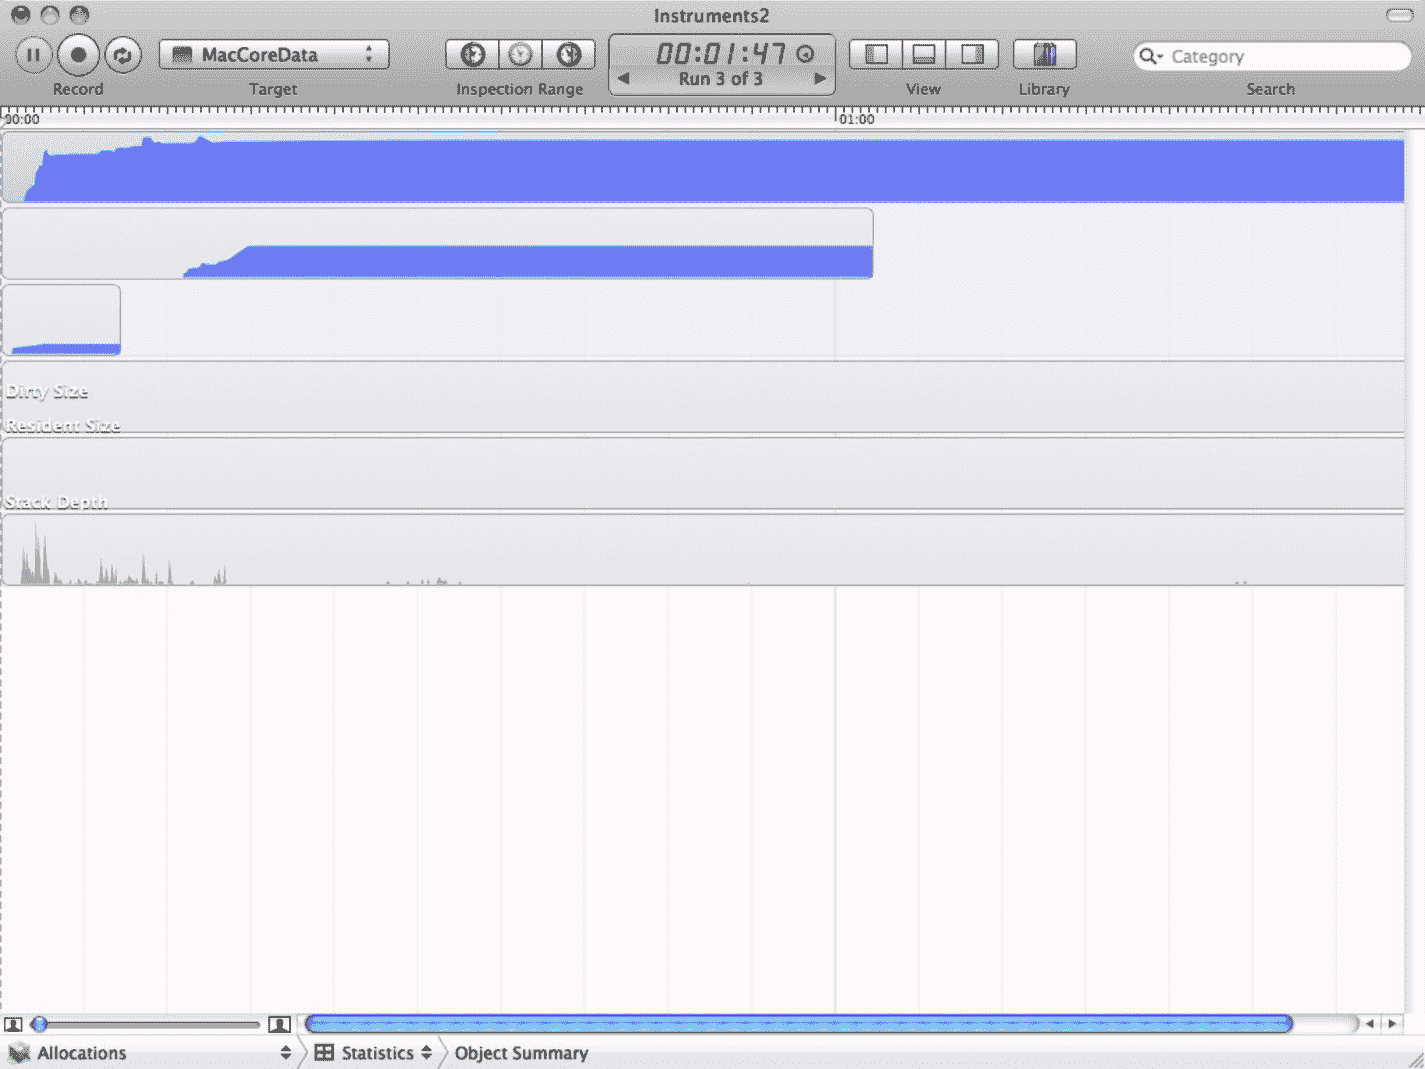 Instruments2
MacCoreData
00:01:47
Run 3 of 3
Category
Record
Target
Inspection Range
View
Library
Search
00:00
01:00
Dirty Size
Resident Size
Stack Depth
Allocations
Statistics
Object Summary